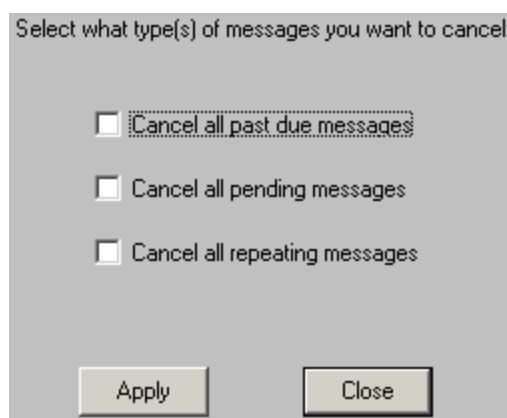 Select what type(s) of messages you want to cancel
Cancel all past due messages
Cancel all pending messages
Cancel all repeating messages
Apply
Close